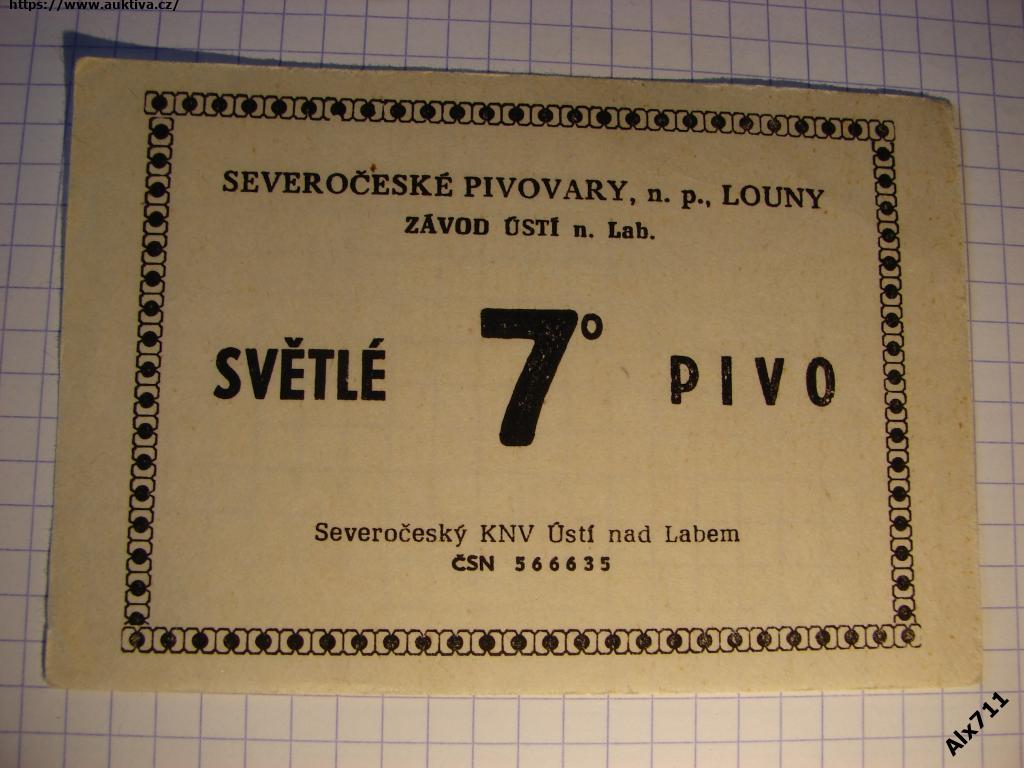 https://www.auktiva.cz/
SEVEROČESKÉ PIVOVARY, n. p., LOUNY
ZÁVOD ÚSTÍ n. Lab.
SVĚTLÉ 7° PIVO
Severočeský KNV Ústí nad Labem
ČSN 566635
Alx711